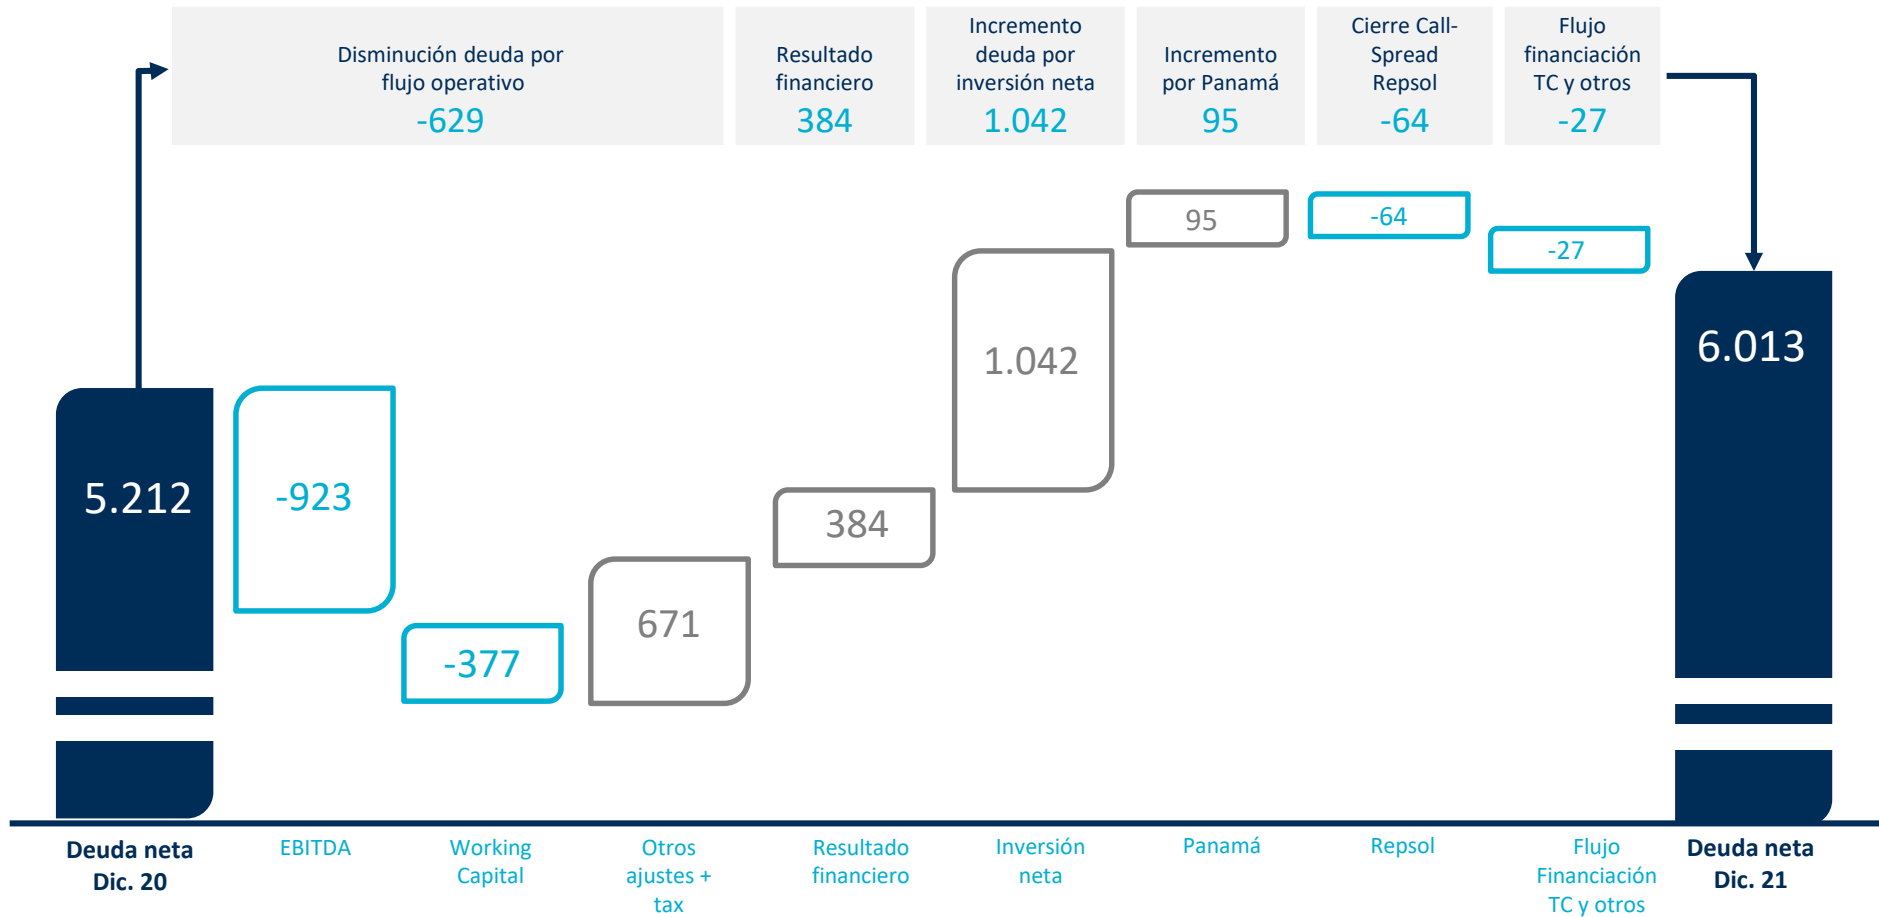 Disminución deuda por
flujo operativo
-629
Resultado
financiero
384
Incremento
deuda por
inversión neta
1.042
Incremento
por Panamá
95
Cierre Call-
Spread
Repsol
-64
Flujo
financiación
TC y otros
-27
5.212
-923
-377
671
384
1.042
95
-64
-27
6.013
Deuda neta
Dic. 20
EBITDA
Working
Capital
Otros
ajustes +
tax
Resultado
financiero
Inversión
neta
Panamá
Repsol
Flujo
Financiación
TC y otros
Deuda neta
Dic. 21